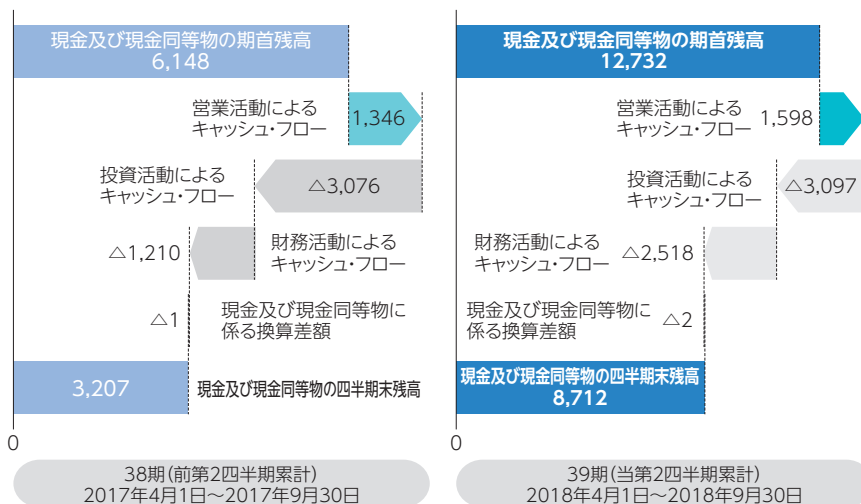 現金及び現金同等物の期首残高
6,148
営業活動による
キャッシュ・フロー
1,346
投資活動による
キャッシュ・フロー
△3,076
△1,210
財務活動による
キャッシュ・フロー
△1
現金及び現金同等物に
係る換算差額
3,207
現金及び現金同等物の四半期末残高
0
38期(前第2四半期累計)
2017年4月1日～2017年9月30日
現金及び現金同等物の期首残高
12,732
営業活動による
キャッシュ・フロー
1,598
投資活動による
キャッシュ・フロー
△3,097
財務活動による
キャッシュ・フロー
△2,518
現金及び現金同等物に
係る換算差額
△2
現金及び現金同等物の四半期末残高
8,712
0
39期(当第2四半期累計)
2018年4月1日～2018年9月30日